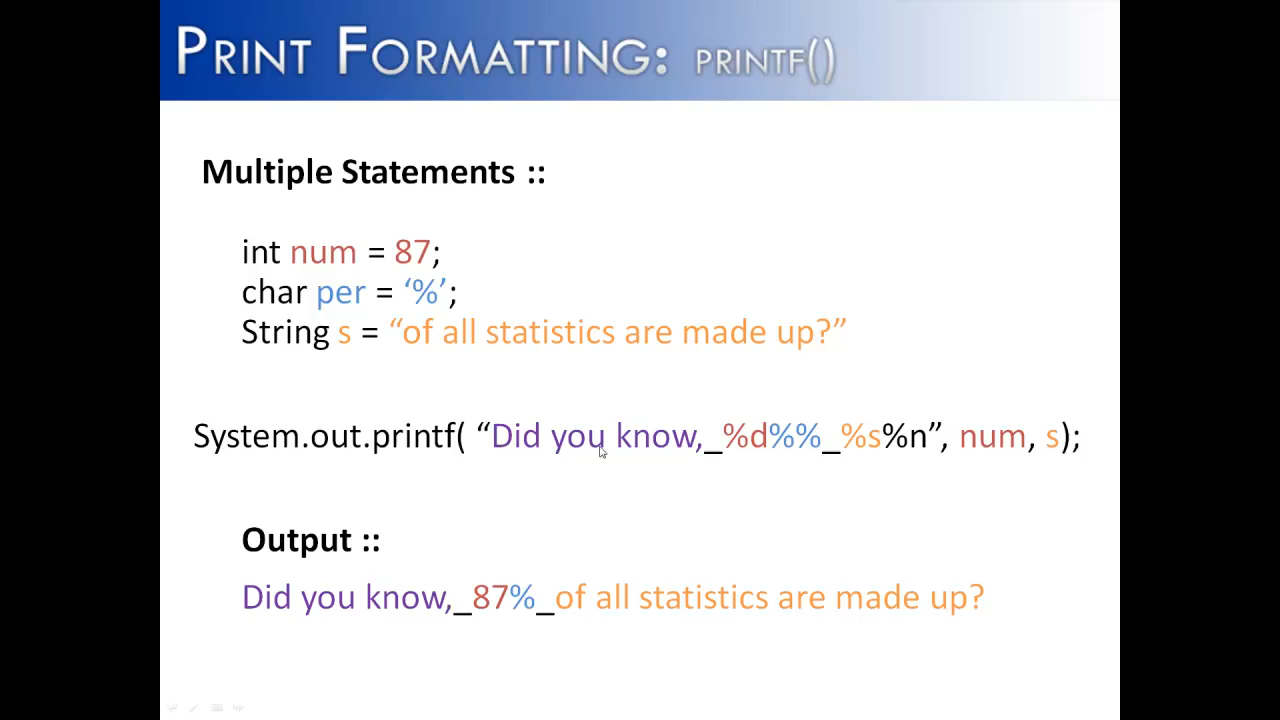 PRINT FORMATTING: PRINTF()
Multiple Statements ::
int num = 87;
char per = ‘%’;
String s = “of all statistics are made up?”
System.out.printf( “Did you know,_%d%%_%s%n”, num, s);
Output ::
Did you know,_87%_of all statistics are made up?